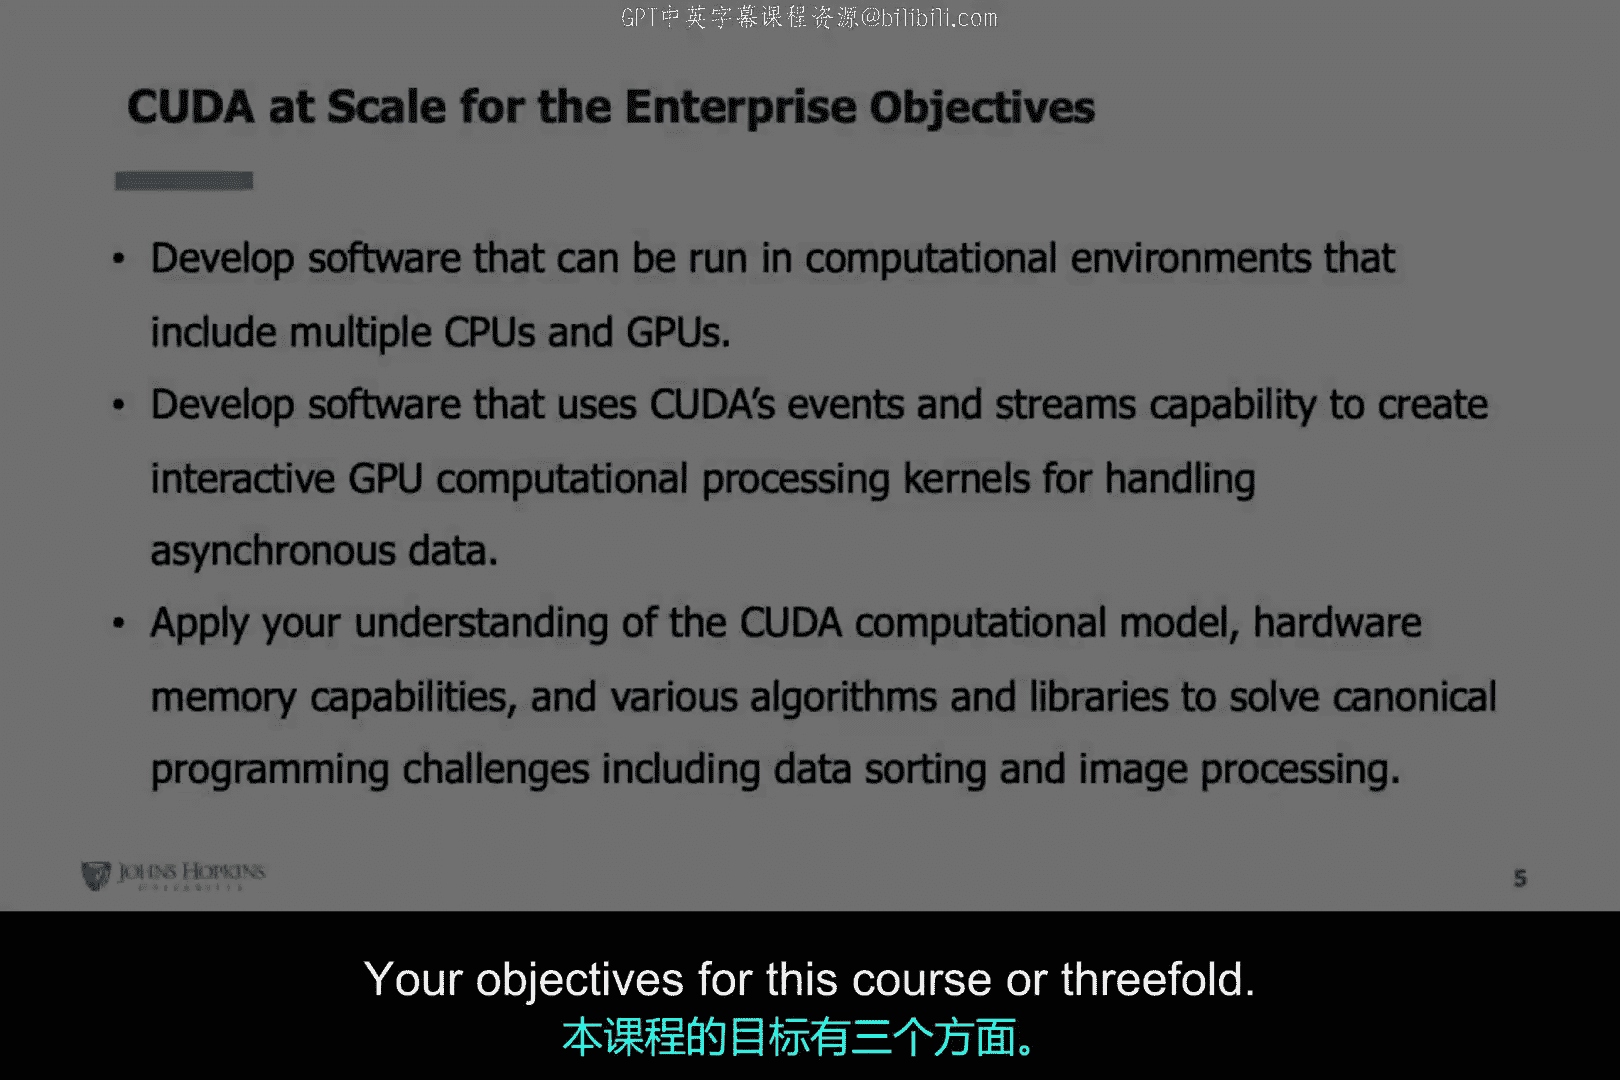 GPT中英字幕课程资源@bilibili.com
CUDA at Scale for the Enterprise Objectives
• Develop software that can be run in computational environments that
include multiple CPUs and GPUs.
• Develop software that uses CUDA's events and streams capability to create
interactive GPU computational processing kernels for handling
asynchronous data.
• Apply your understanding of the CUDA computational model, hardware
memory capabilities, and various algorithms and libraries to solve canonical
programming challenges including data sorting and image processing.
JOHNS HOPKINS
UNIVERSITY
5
Your objectives for this course or threefold.
本课程的目标有三个方面。